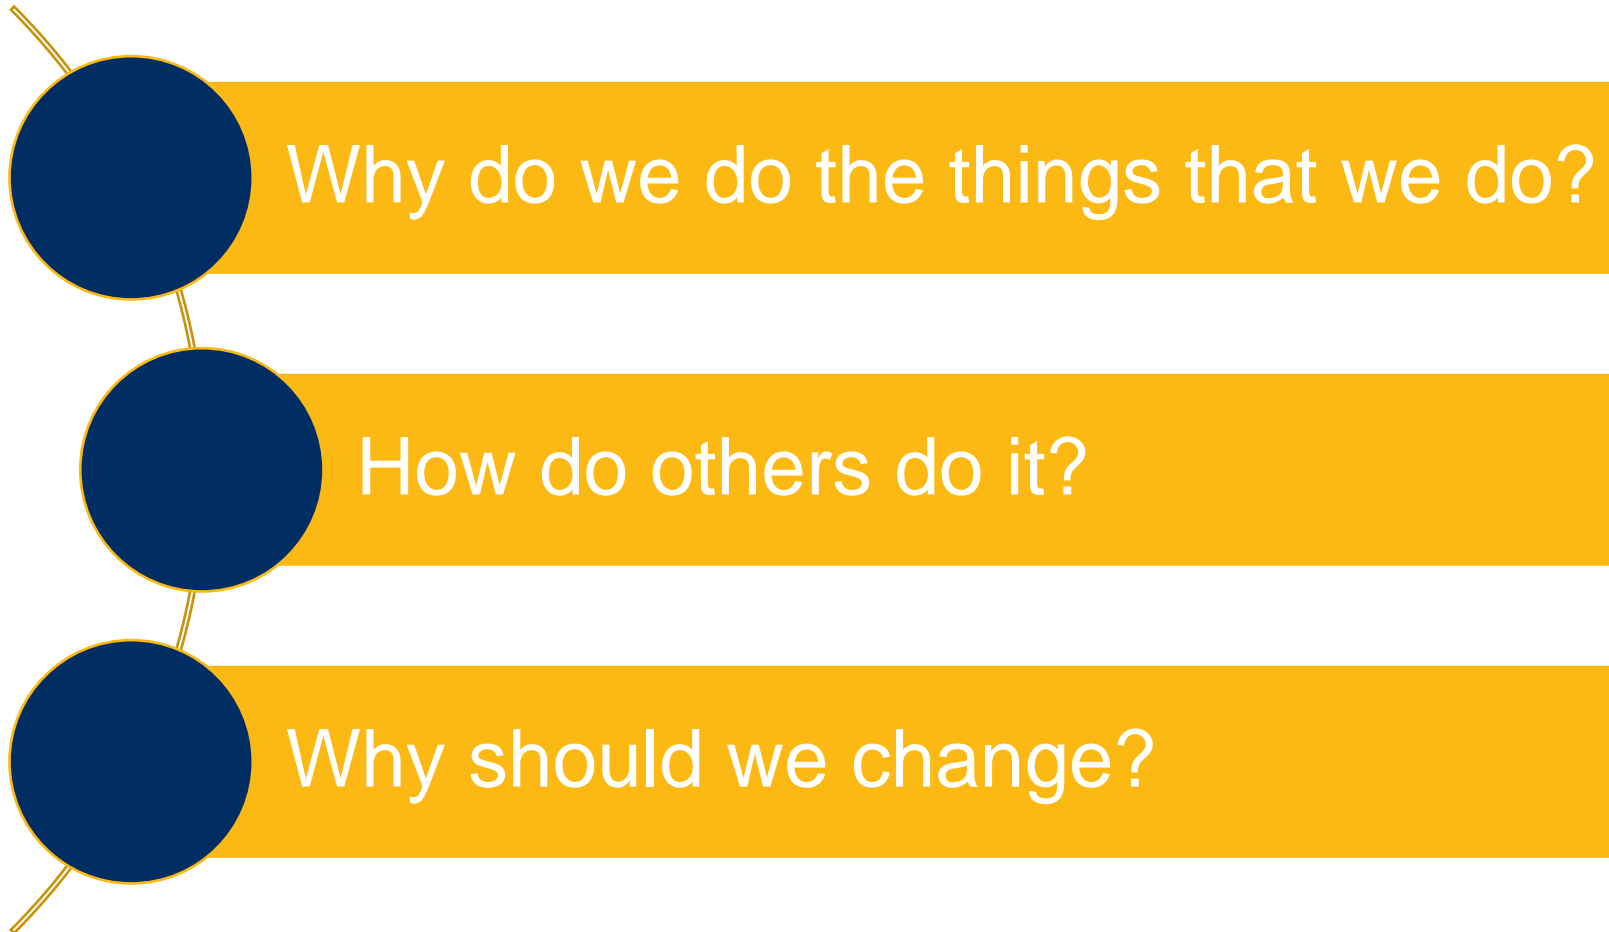 Why do we do the things that we do?
How do others do it?
Why should we change?